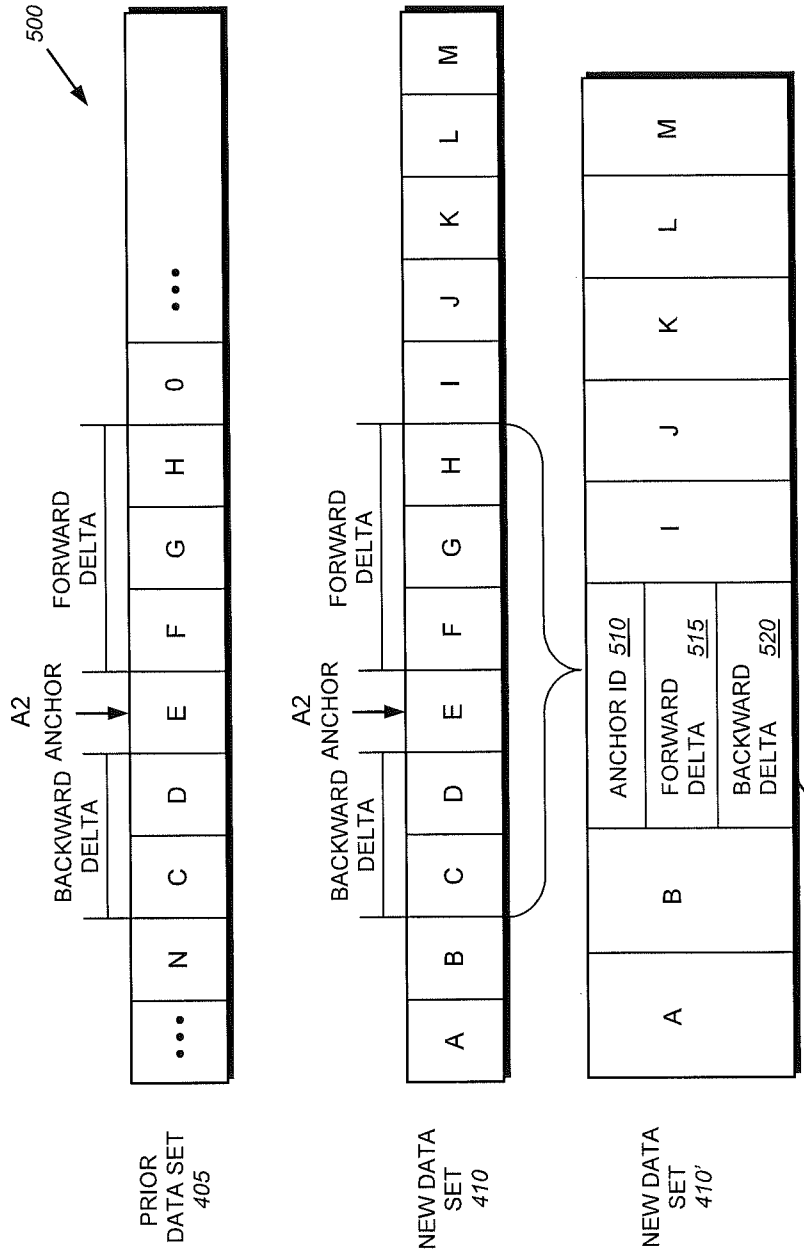 500
A2
BACKWARD ANCHOR FORWARD
DELTA DELTA
PRIOR
DATA SET
405
••• N C D E F G H 0 •••
A2
BACKWARD ANCHOR FORWARD
DELTA DELTA
NEW DATA
SET 410
A B C D E F G H I J K L M
NEW DATA
SET
410'
A B
ANCHOR ID 510
FORWARD
DELTA 515
BACKWARD
DELTA 520
I J K L M